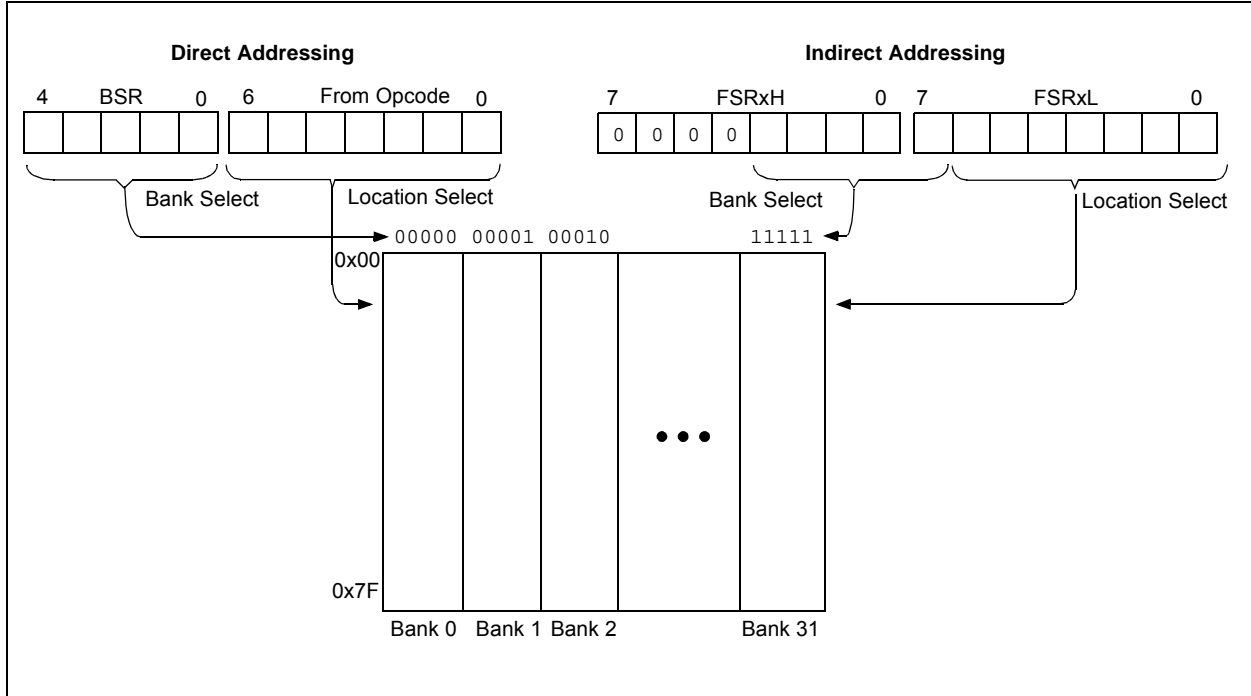 Direct Addressing
Indirect Addressing
4 BSR 0 6 From Opcode 0
7 FSRxH 0 7 FSRxL 0
0 0 0 0
Bank Select Location Select
Bank Select Location Select
00000 00001 00010 11111
0x00
0x7F
Bank 0 Bank 1 Bank 2 Bank 31